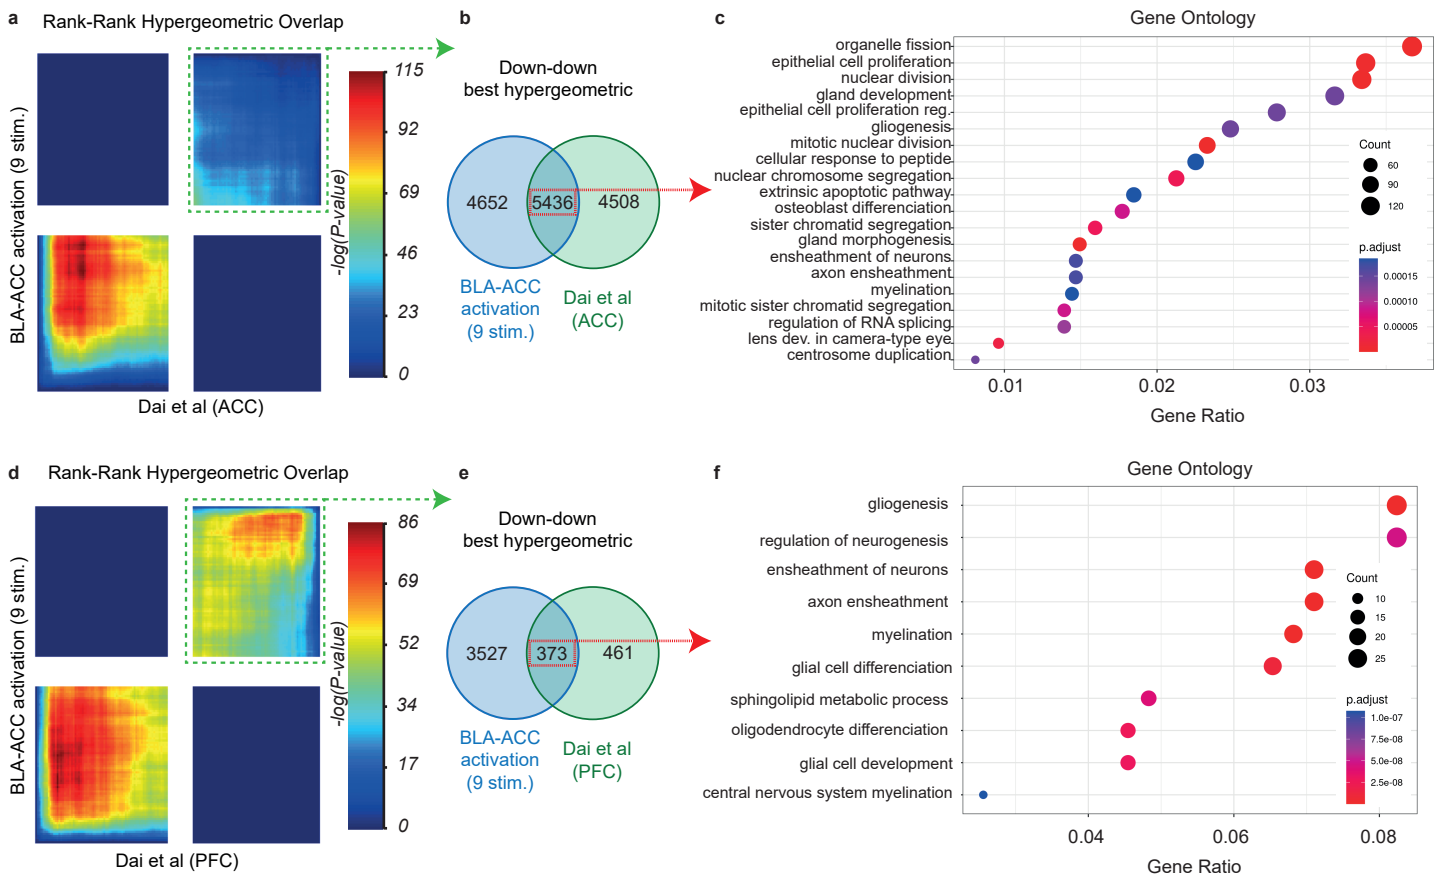 a
Rank-Rank Hypergeometric Overlap
BLA-ACC activation (9 stim.)
Dai et al (ACC)
115
92
69
46
23
0
-log(P-value)
b
Down-down
best hypergeometric
4652
5436
4508
BLA-ACC
activation
(9 stim.)
Dai et al
(ACC)
c
Gene Ontology
organelle fission
epithelial cell proliferation
nuclear division
gland development
epithelial cell proliferation reg.
gliogenesis
mitotic nuclear division
cellular response to peptide
nuclear chromosome segregation
extrinsic apoptotic pathway
osteoblast differenciation
sister chromatid segregation
gland morphogenesis
ensheathment of neurons
axon ensheathment
myelination
mitotic sister chromatid segregation
regulation of RNA splicing
lens dev. in camera-type eye
centrosome duplication
0.01
0.02
0.03
Gene Ratio
Count
60
90
120
p.adjust
0.00015
0.00010
0.00005
d
Rank-Rank Hypergeometric Overlap
BLA-ACC activation (9 stim.)
Dai et al (PFC)
86
69
52
34
17
0
-log(P-value)
e
Down-down
best hypergeometric
3527
373
461
BLA-ACC
activation
(9 stim.)
Dai et al
(PFC)
f
Gene Ontology
gliogenesis
regulation of neurogenesis
ensheathment of neurons
axon ensheathment
myelination
glial cell differenciation
sphingolipid metabolic process
oligodendrocyte differenciation
glial cell development
central nervous system myelination
0.04
0.06
0.08
Gene Ratio
Count
10
15
20
25
p.adjust
1.0e-07
7.5e-08
5.0e-08
2.5e-08